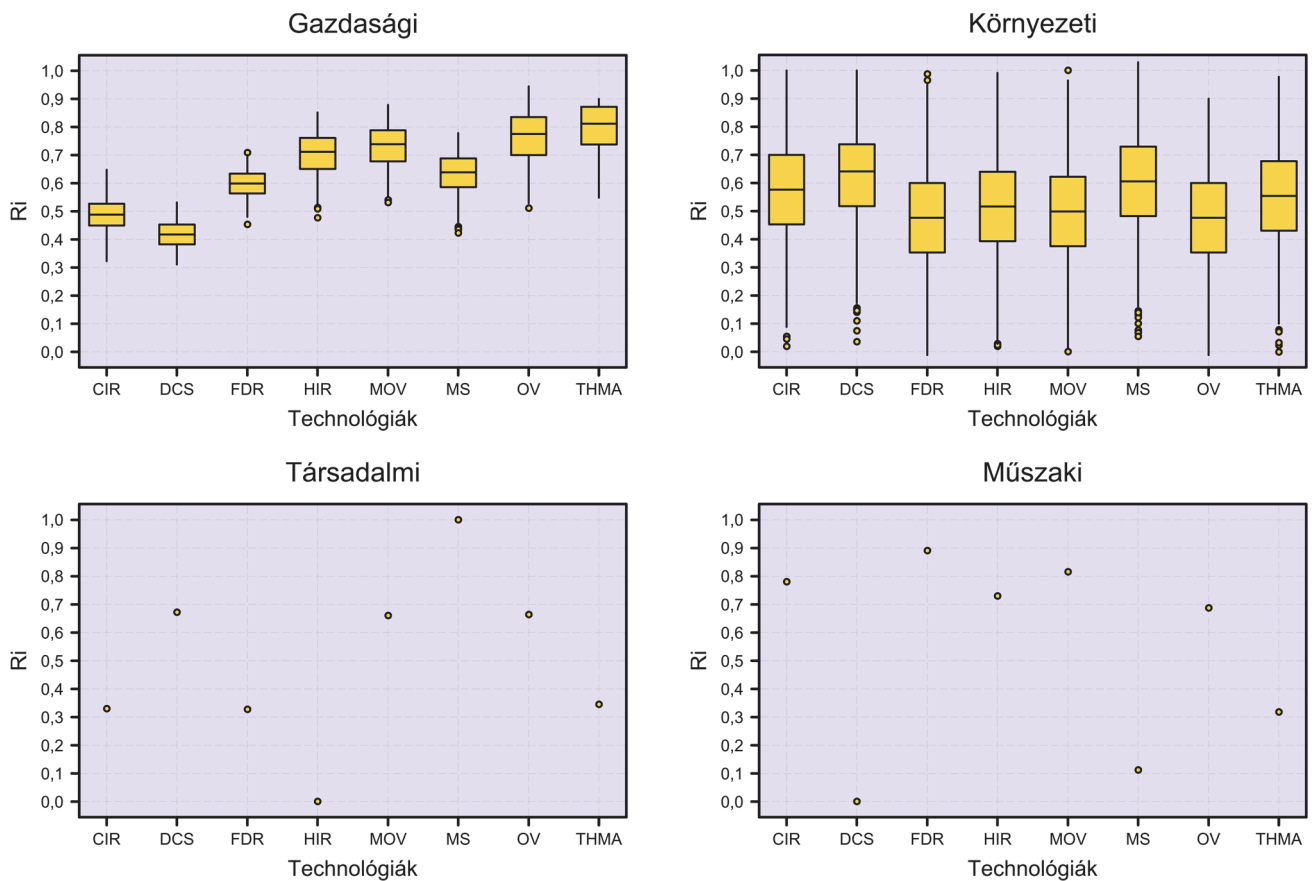 Gazdasági
Ri
1,0
0,9
0,8
0,7
0,6
0,5
0,4
0,3
0,2
0,1
0,0
CIR DCS FDR HIR MOV MS OV THMA
Technológiák
Környezeti
Ri
1,0
0,9
0,8
0,7
0,6
0,5
0,4
0,3
0,2
0,1
0,0
CIR DCS FDR HIR MOV MS OV THMA
Technológiák
Társadalmi
Ri
1,0
0,9
0,8
0,7
0,6
0,5
0,4
0,3
0,2
0,1
0,0
CIR DCS FDR HIR MOV MS OV THMA
Technológiák
Műszaki
Ri
1,0
0,9
0,8
0,7
0,6
0,5
0,4
0,3
0,2
0,1
0,0
CIR DCS FDR HIR MOV MS OV THMA
Technológiák